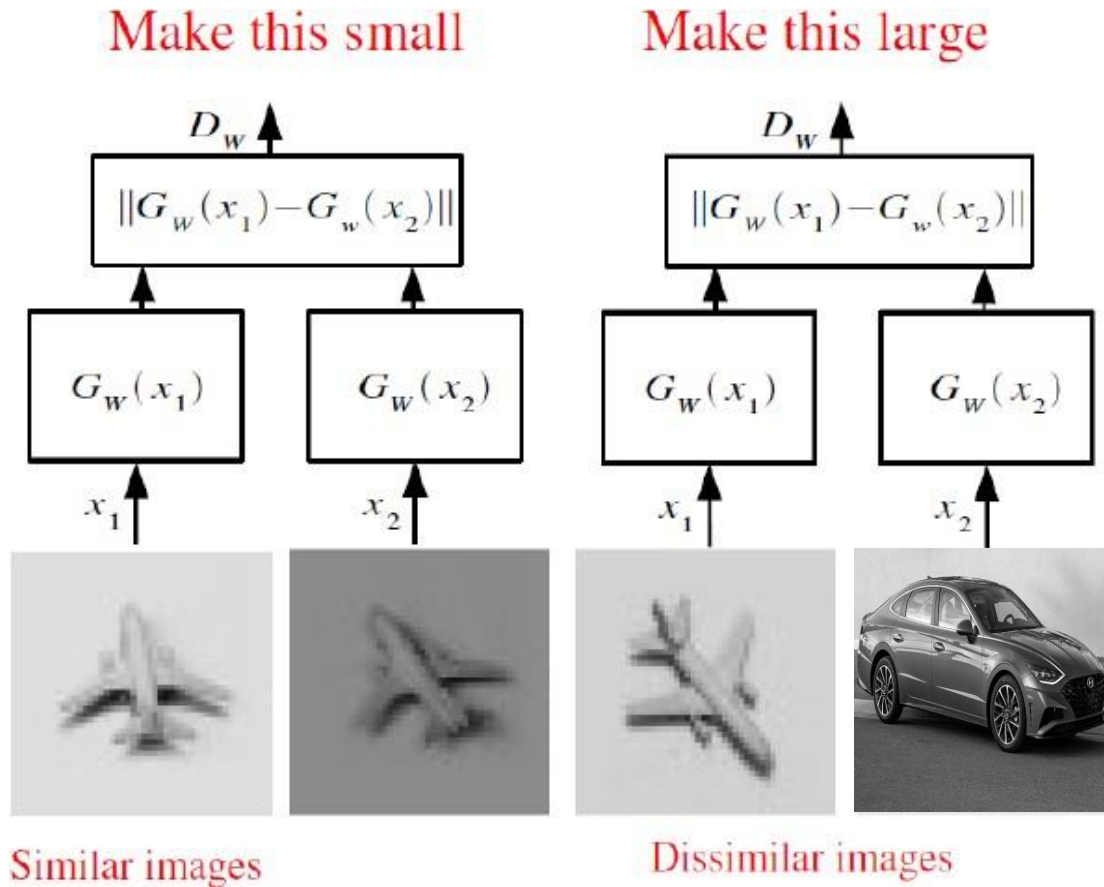 Make this small
Make this large
D_W
D_W
||G_W(x_1)-G_w(x_2)||
||G_W(x_1)-G_w(x_2)||
G_W(x_1)
G_W(x_2)
G_W(x_1)
G_W(x_2)
x_1
x_2
x_1
x_2
Similar images
Dissimilar images